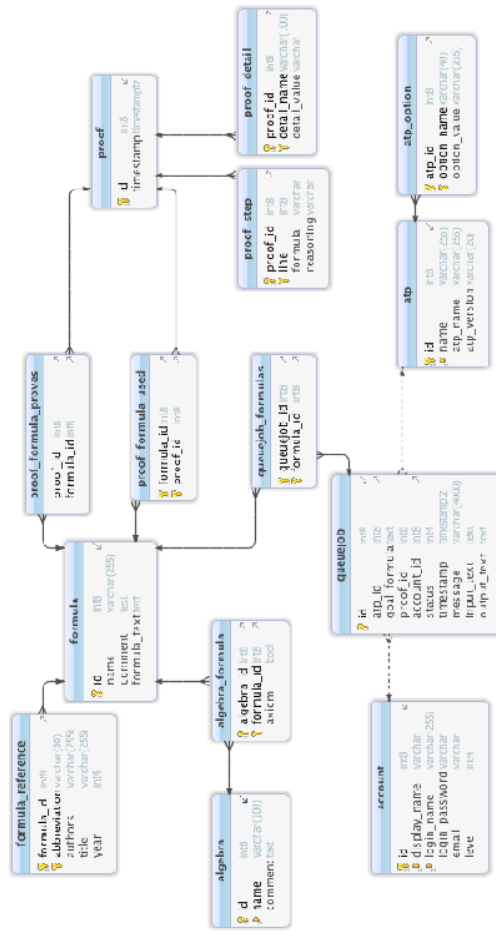 formula_reference
formula_id int8
abbreviation varchar(50)
authors varchar(255)
title varchar(255)
year int4
formula
id int8
name varchar(255)
comment text
formula_text text
proof_formula_proves
proof_id int8
formula_id int8
proof_formula_used
formula_id int8
proof_id int8
proof
id int8
timestamp timestamptz
algebra
id int8
name varchar(100)
comment text
algebra_formula
algebra_id int8
formula_id int8
axiom bool
queuejob_formulas
queuejob_id int8
formula_id int8
proof_step
proof_id int8
line int8
formula varchar
reasoning varchar
proof_detail
proof_id int8
detail_name varchar(100)
detail_value varchar
account
id int8
display_name varchar
login_name varchar(255)
login_password varchar
email varchar
level int4
queuejob
id int8
atp_id int8
goal_formula text
proof_id int8
account_id int8
status int4
timestamp timestamptz
message varchar(4000)
input_text text
output_text text
atp
id int8
name varchar(255)
atp_name varchar(255)
atp_version varchar(20)
atp_option
atp_id int8
option_name varchar(40)
option_value varchar(255)